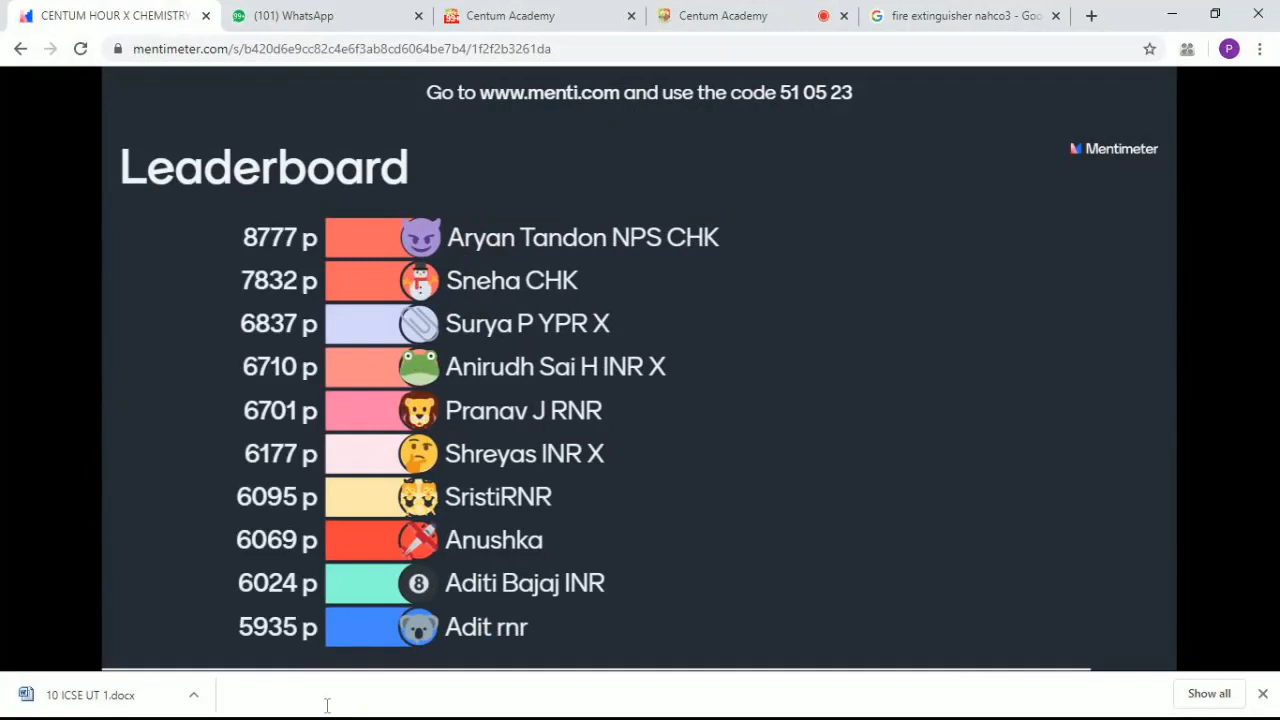 CENTUM HOUR X CHEMISTRY
(101) WhatsApp
Centum Academy
Centum Academy
fire extinguisher nahco3 - Goo
mentimeter.com/s/b420d6e9cc82c4e6f3ab8cd6064be7b4/1f2f2b3261da
P
Go to www.menti.com and use the code 51 05 23
Mentimeter
Leaderboard
8777 p Aryan Tandon NPS CHK
7832 p Sneha CHK
6837 p Surya P YPR X
6710 p Anirudh Sai H INR X
6701 p Pranav J RNR
6177 p Shreyas INR X
6095 p SristiRNR
6069 p Anushka
6024 p 8 Aditi Bajaj INR
5935 p Adit rnr
10 ICSE UT 1.docx
Show all